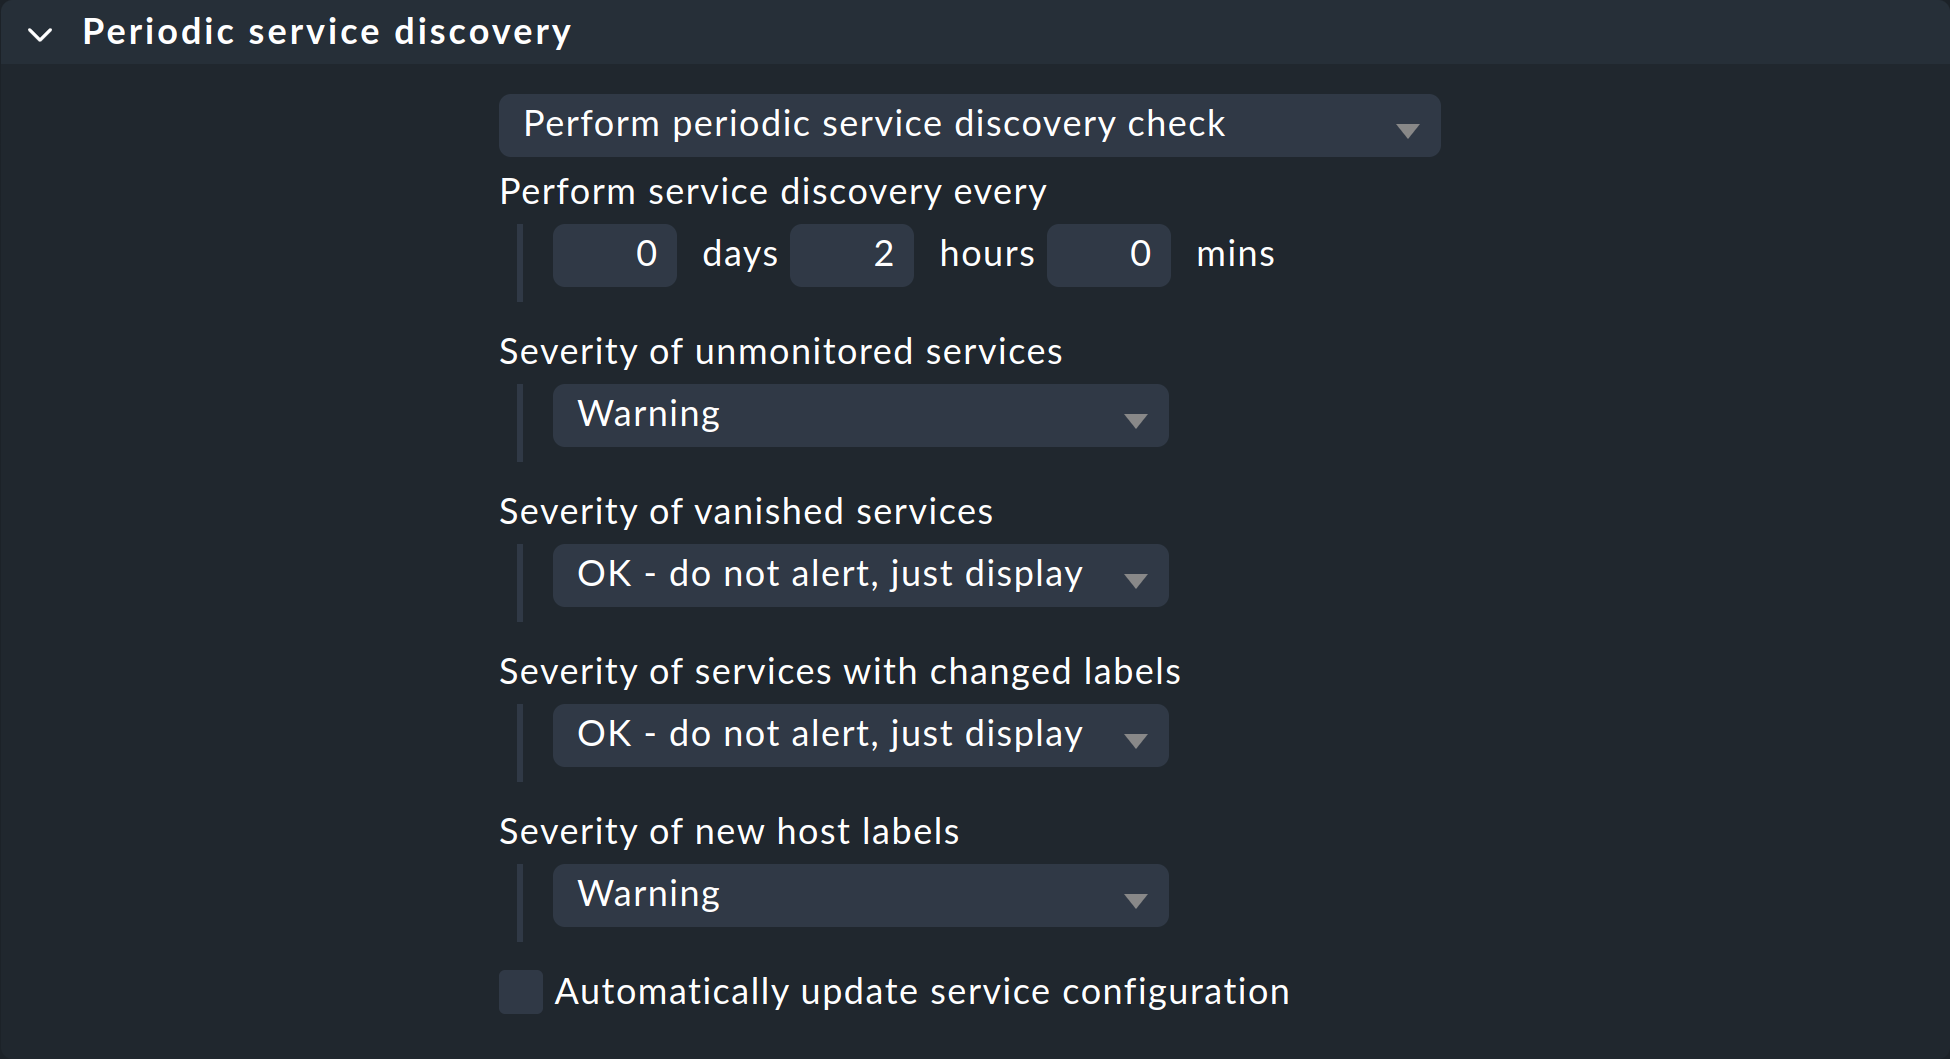 Periodic service discovery
Perform periodic service discovery check
Perform service discovery every
0 days 2 hours 0 mins
Severity of unmonitored services
Warning
Severity of vanished services
OK - do not alert, just display
Severity of services with changed labels
OK - do not alert, just display
Severity of new host labels
Warning
Automatically update service configuration